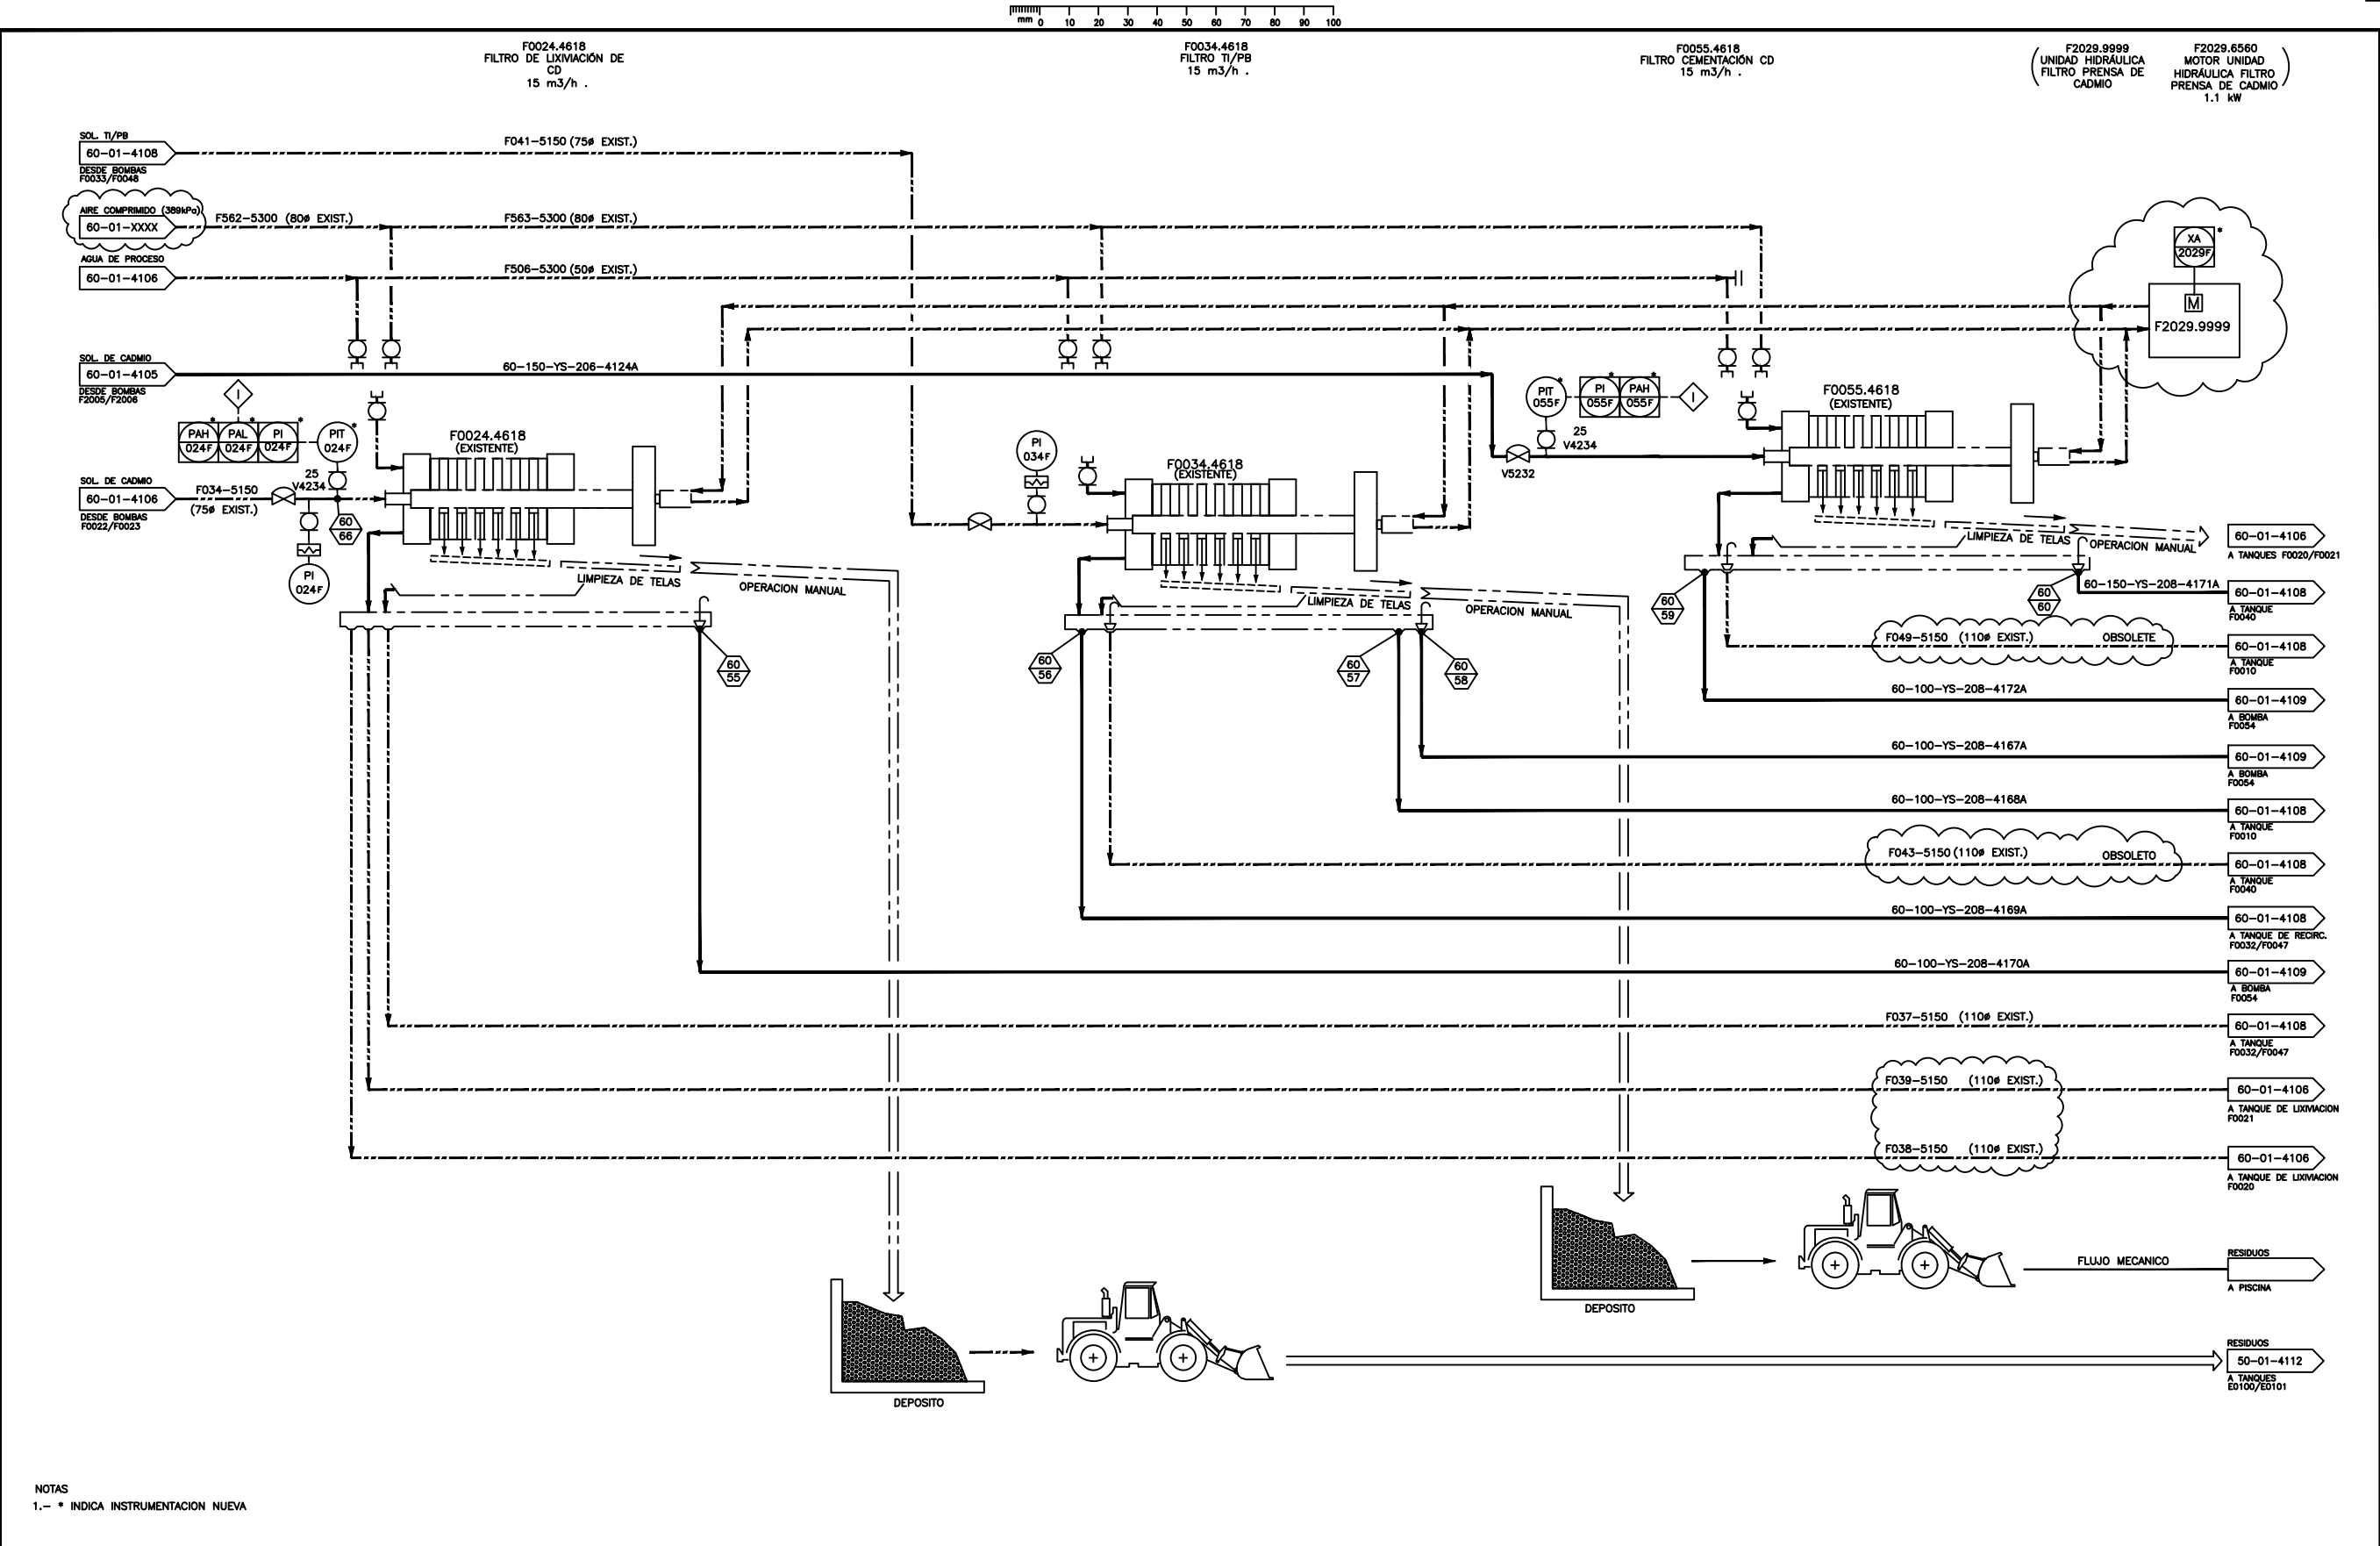 mm 0 10 20 30 40 50 60 70 80 90 100
F0024.4618
FILTRO DE LIXIVIACIÓN DE
CD
15 m3/h .
F0034.4618
FILTRO TI/PB
15 m3/h .
F0055.4618
FILTRO CEMENTACIÓN CD
15 m3/h .
F2029.9999
UNIDAD HIDRÁULICA
FILTRO PRENSA DE
CADMIO
F2029.6560
MOTOR UNIDAD
HIDRÁULICA FILTRO
PRENSA DE CADMIO
1.1 kW
SOL. TI/PB
60-01-4108
DESDE BOMBAS
F0033/F0048
F041-5150 (75ø EXIST.)
AIRE COMPRIMIDO (389kPa)
60-01-XXXX
F562-5300 (80ø EXIST.)
F563-5300 (80ø EXIST.)
AGUA DE PROCESO
60-01-4106
F506-5300 (50ø EXIST.)
XA
2029F
*
M
F2029.9999
SOL. DE CADMIO
60-01-4105
DESDE BOMBAS
F2005/F2006
60-150-YS-206-4124A
I
PAH
024F
*
PAL
024F
*
PI
024F
*
PIT
024F
*
25
V4234
SOL. DE CADMIO
60-01-4106
DESDE BOMBAS
F0022/F0023
F034-5150
(75ø EXIST.)
60
66
PI
024F
F0024.4618
(EXISTENTE)
LIMPIEZA DE TELAS
OPERACION MANUAL
60
55
PI
034F
F0034.4618
(EXISTENTE)
LIMPIEZA DE TELAS
OPERACION MANUAL
60
56
60
57
60
58
PIT
055F
*
PI
055F
*
PAH
055F
*
I
25
V4234
V5232
F0055.4618
(EXISTENTE)
LIMPIEZA DE TELAS
OPERACION MANUAL
60
59
60
60
60-01-4106
A TANQUES F0020/F0021
60-150-YS-208-4171A
60-01-4108
A TANQUE
F0040
F049-5150 (110ø EXIST.)
OBSOLETE
60-01-4108
A TANQUE
F0010
60-100-YS-208-4172A
60-01-4109
A BOMBA
F0054
60-100-YS-208-4167A
60-01-4109
A BOMBA
F0054
60-100-YS-208-4168A
60-01-4108
A TANQUE
F0010
F043-5150 (110ø EXIST.)
OBSOLETO
60-01-4108
A TANQUE
F0040
60-100-YS-208-4169A
60-01-4108
A TANQUE DE RECIRC.
F0032/F0047
60-100-YS-208-4170A
60-01-4109
A BOMBA
F0054
F037-5150 (110ø EXIST.)
60-01-4108
A TANQUE
F0032/F0047
F039-5150 (110ø EXIST.)
60-01-4106
A TANQUE DE LIXIVIACION
F0021
F038-5150 (110ø EXIST.)
60-01-4106
A TANQUE DE LIXIVIACION
F0020
DEPOSITO
FLUJO MECANICO
RESIDUOS
A PISCINA
DEPOSITO
RESIDUOS
50-01-4112
A TANQUES
E0100/E0101
NOTAS
1.- * INDICA INSTRUMENTACION NUEVA